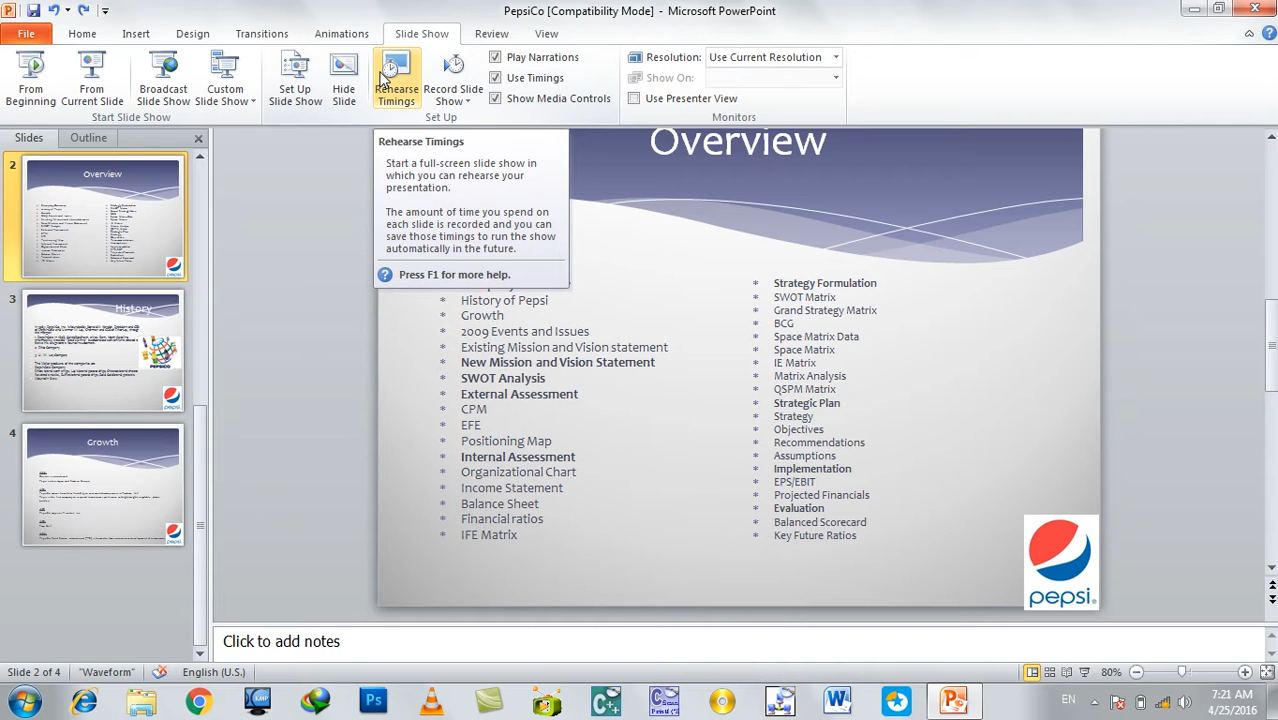 PepsiCo [Compatibility Mode] - Microsoft PowerPoint
File Home Insert Design Transitions Animations Slide Show Review View
From Beginning
From Current Slide
Broadcast Slide Show
Custom Slide Show
Set Up Slide Show
Hide Slide
Rehearse Timings
Record Slide Show
Play Narrations
Use Timings
Show Media Controls
Resolution: Use Current Resolution
Show On:
Use Presenter View
Start Slide Show
Set Up
Monitors
Slides Outline
2
Overview
3
History
PEPSICO
4
Growth
Rehearse Timings
Start a full-screen slide show in
which you can rehearse your
presentation.
The amount of time you spend on
each slide is recorded and you can
save those timings to run the show
automatically in the future.
Press F1 for more help.
Overview
* History of Pepsi
* Growth
* 2009 Events and Issues
* Existing Mission and Vision statement
* New Mission and Vision Statement
* SWOT Analysis
* External Assessment
* CPM
* EFE
* Positioning Map
* Internal Assessment
* Organizational Chart
* Income Statement
* Balance Sheet
* Financial ratios
* IFE Matrix
* Strategy Formulation
* SWOT Matrix
* Grand Strategy Matrix
* BCG
* Space Matrix Data
* Space Matrix
* IE Matrix
* Matrix Analysis
* QSPM Matrix
* Strategic Plan
* Strategy
* Objectives
* Recommendations
* Assumptions
* Implementation
* EPS/EBIT
* Projected Financials
* Evaluation
* Balanced Scorecard
* Key Future Ratios
pepsi
Click to add notes
Slide 2 of 4 "Waveform" English (U.S.) 80%
EN
7:21 AM
4/25/2016